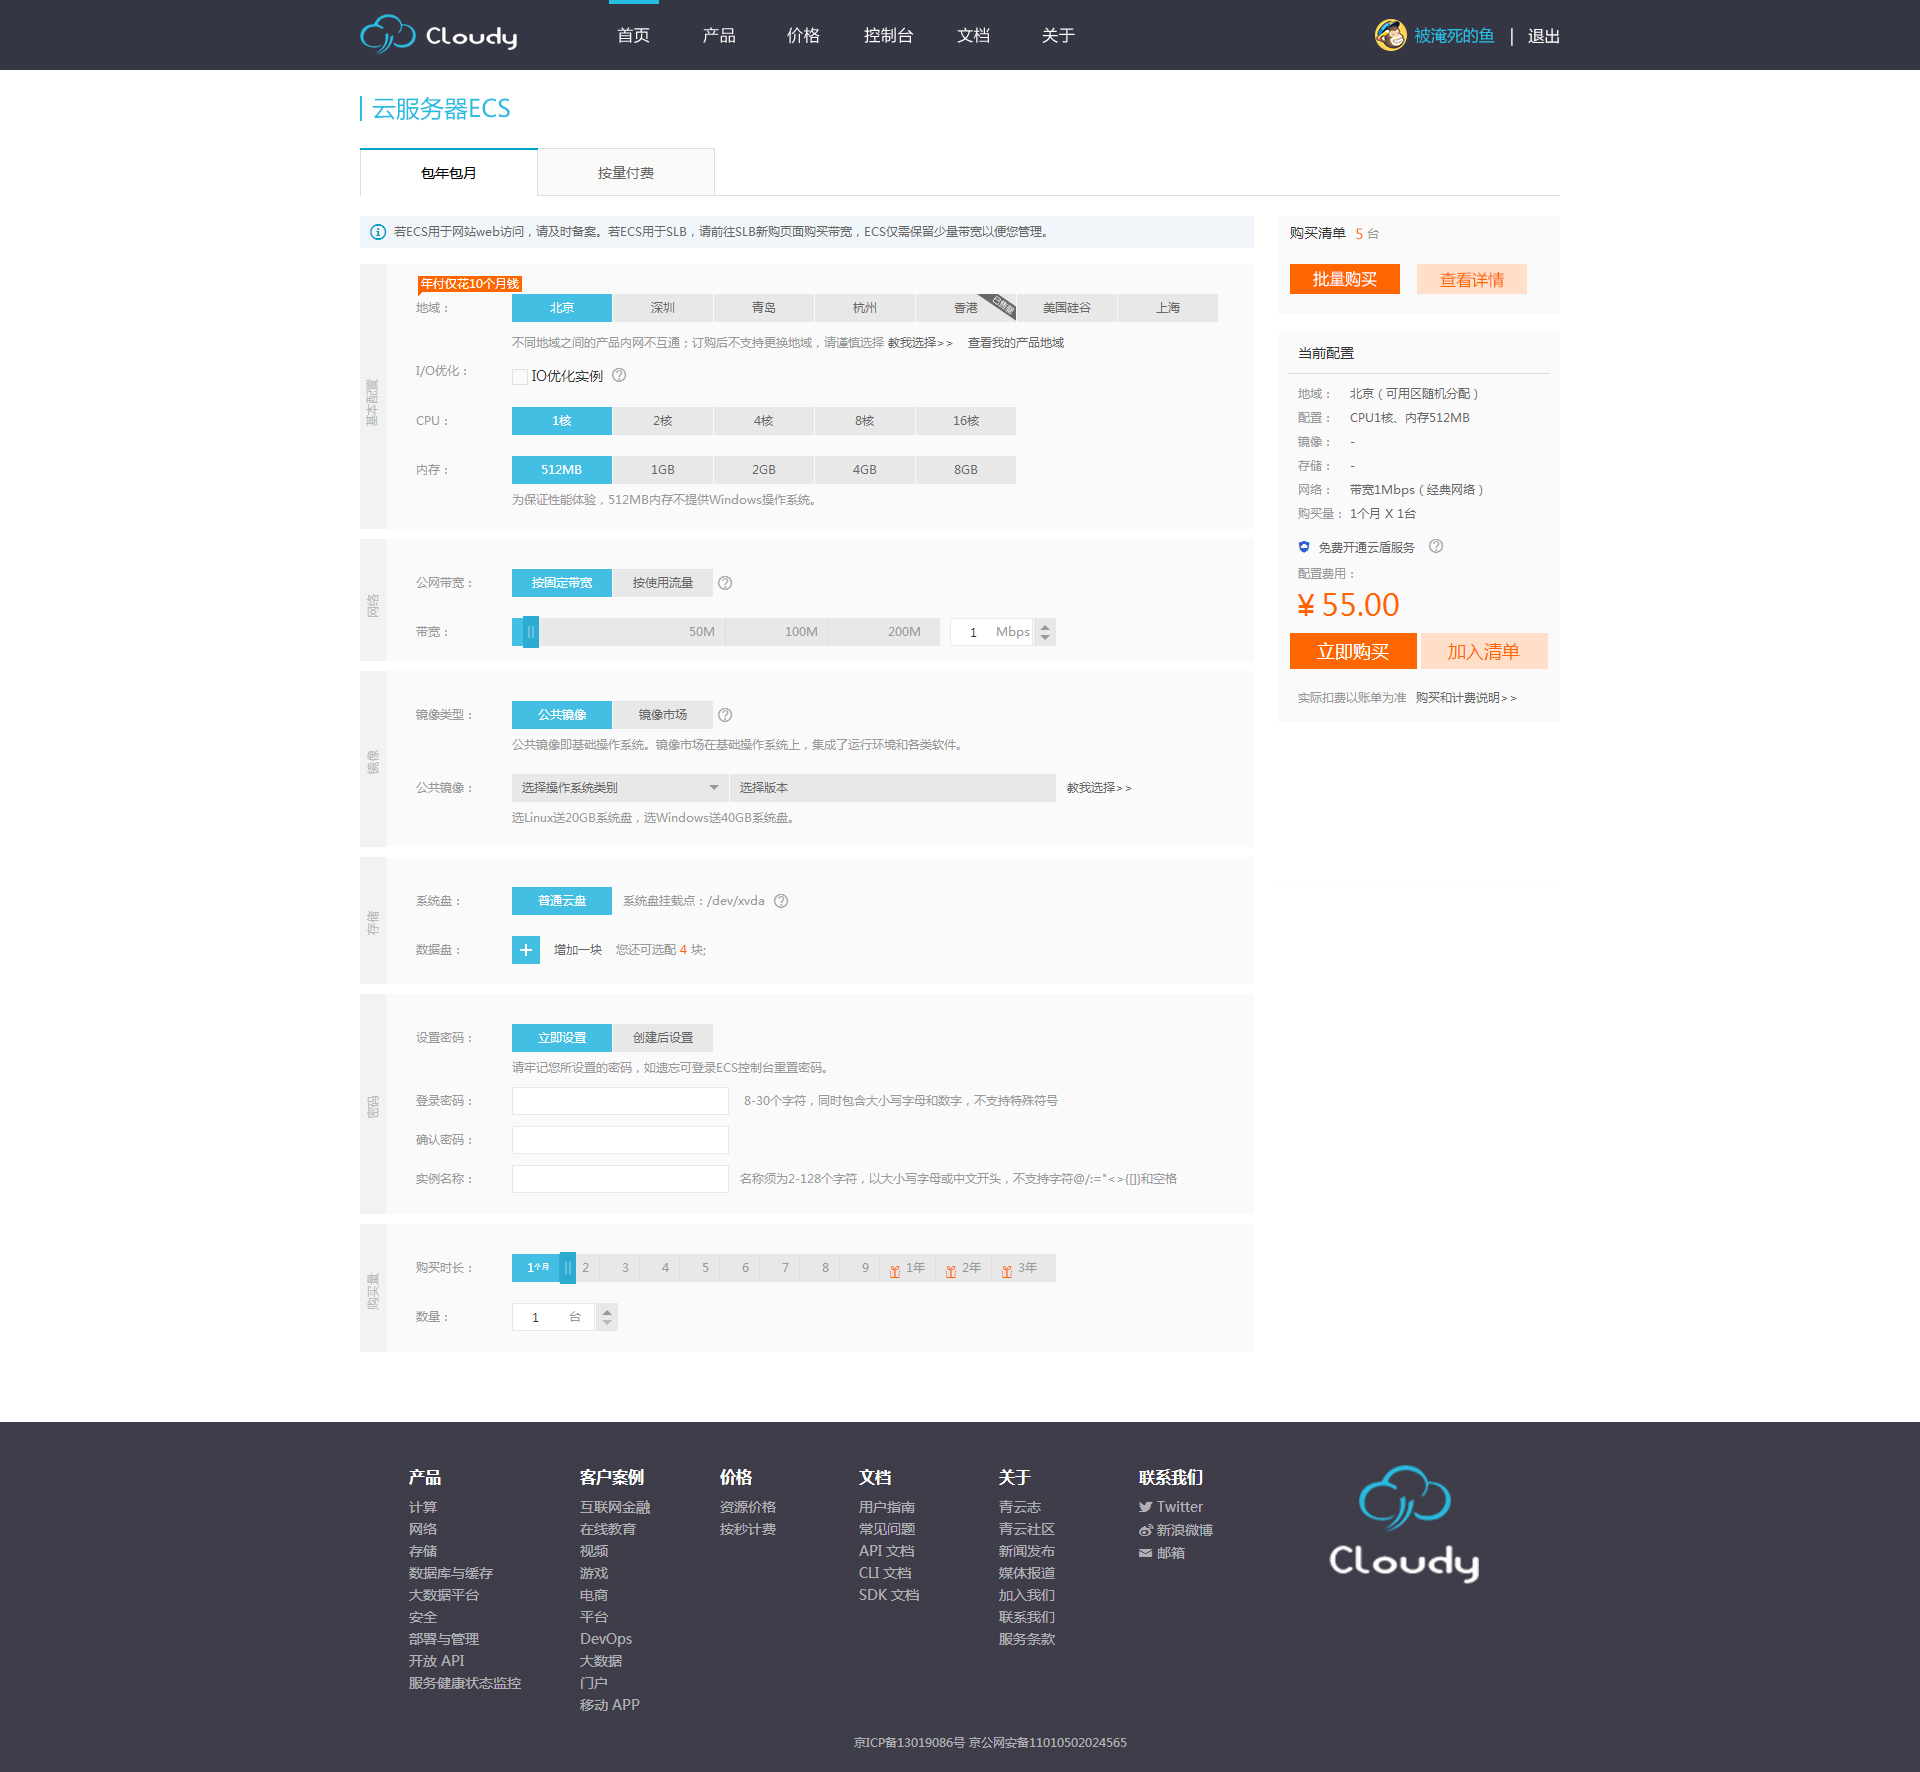 Cloudy 首页 产品 价格 控制台 文档 关于 被淹死的鱼 | 退出
云服务器ECS
包年包月 按量付费
若ECS用于网站web访问，请及时备案。若ECS用于SLB，请前往SLB新购页面购买带宽，ECS仅需保留少量带宽以便您管理。
基本配置
年付仅花10个月钱
地域： 北京 深圳 青岛 杭州 香港 美国硅谷 上海
不同地域之间的产品内网不互通；订购后不支持更换地域，请谨慎选择 教我选择>> 查看我的产品地域
I/O优化： IO优化实例
CPU： 1核 2核 4核 8核 16核
内存： 512MB 1GB 2GB 4GB 8GB
为保证性能体验，512MB内存不提供Windows操作系统。
网络
公网带宽： 按固定带宽 按使用流量
带宽： 50M 100M 200M 1 Mbps
镜像
镜像类型： 公共镜像 镜像市场
公共镜像即基础操作系统。镜像市场在基础操作系统上，集成了运行环境和各类软件。
公共镜像： 选择操作系统类别 选择版本 教我选择>>
选Linux送20GB系统盘，选Windows送40GB系统盘。
存储
系统盘： 普通云盘 系统盘挂载点：/dev/xvda
数据盘： 增加一块 您还可选配 4 块;
密码
设置密码： 立即设置 创建后设置
请牢记您所设置的密码，如遗忘可登录ECS控制台重置密码。
登录密码： 8-30个字符，同时包含大小写字母和数字，不支持特殊符号
确认密码：
实例名称： 名称须为2-128个字符，以大小写字母或中文开头，不支持字符@/:="<>{[]}和空格
购买量
购买时长： 1个月 2 3 4 5 6 7 8 9 1年 2年 3年
数量： 1 台
购买清单 5 台
批量购买 查看详情
当前配置
地域： 北京（可用区随机分配）
配置： CPU1核、内存512MB
镜像： -
存储： -
网络： 带宽1Mbps（经典网络）
购买量： 1个月 X 1台
免费开通云盾服务
配置费用：
¥ 55.00
立即购买 加入清单
实际扣费以账单为准 购买和计费说明>>
产品
计算
网络
存储
数据库与缓存
大数据平台
安全
部署与管理
开放 API
服务健康状态监控
客户案例
互联网金融
在线教育
视频
游戏
电商
平台
DevOps
大数据
门户
移动 APP
价格
资源价格
按秒计费
文档
用户指南
常见问题
API 文档
CLI 文档
SDK 文档
关于
青云志
青云社区
新闻发布
媒体报道
加入我们
联系我们
服务条款
联系我们
Twitter
新浪微博
邮箱
Cloudy
京ICP备13019086号 京公网安备11010502024565